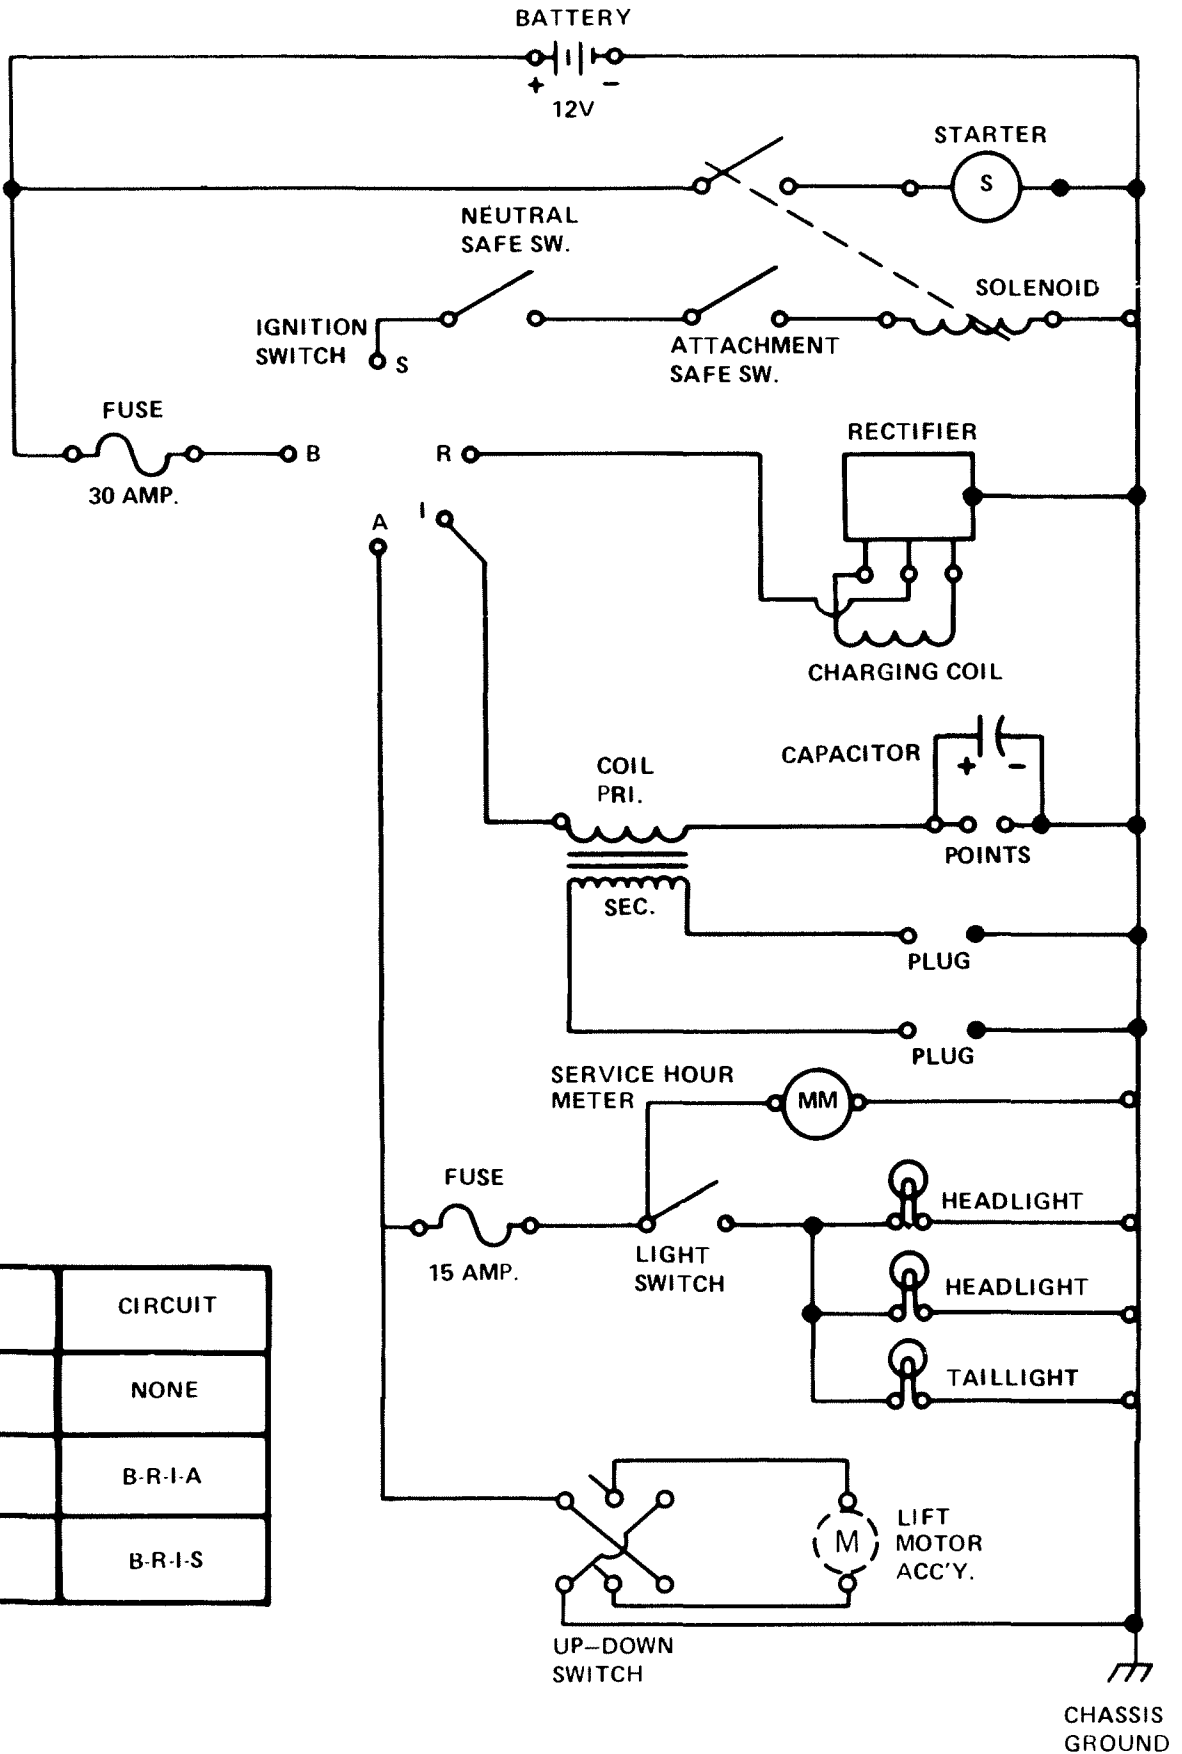 BATTERY
+ –
12V
STARTER
S
NEUTRAL
SAFE SW.
SOLENOID
IGNITION
SWITCH
S
ATTACHMENT
SAFE SW.
FUSE
30 AMP.
B
R
I
A
RECTIFIER
CHARGING COIL
CAPACITOR
+ –
COIL
PRI.
POINTS
SEC.
PLUG
PLUG
SERVICE HOUR
METER
MM
FUSE
15 AMP.
LIGHT
SWITCH
HEADLIGHT
HEADLIGHT
TAILLIGHT
CIRCUIT
NONE
B-R-I-A
B-R-I-S
M
LIFT
MOTOR
ACC'Y.
UP–DOWN
SWITCH
CHASSIS
GROUND